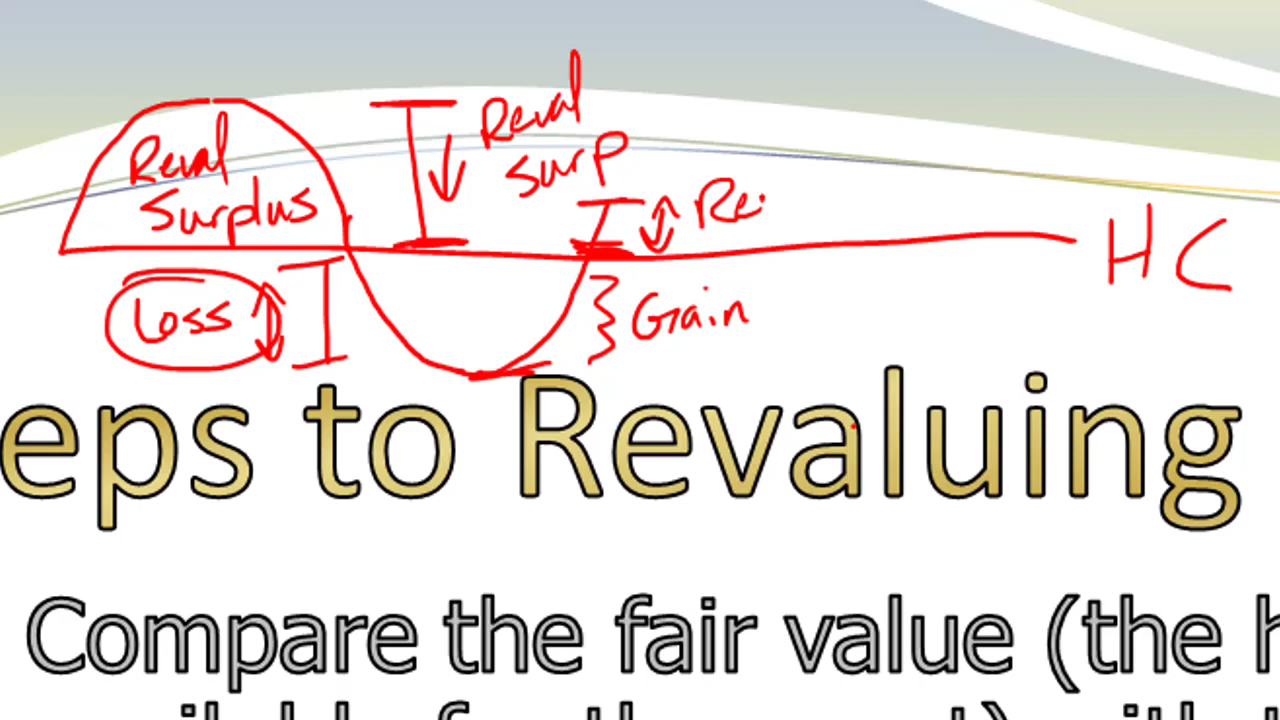 Reval
Surplus
Reval
Surp
Re
HC
Loss
Gain
eps to Revaluing
Compare the fair value (the h